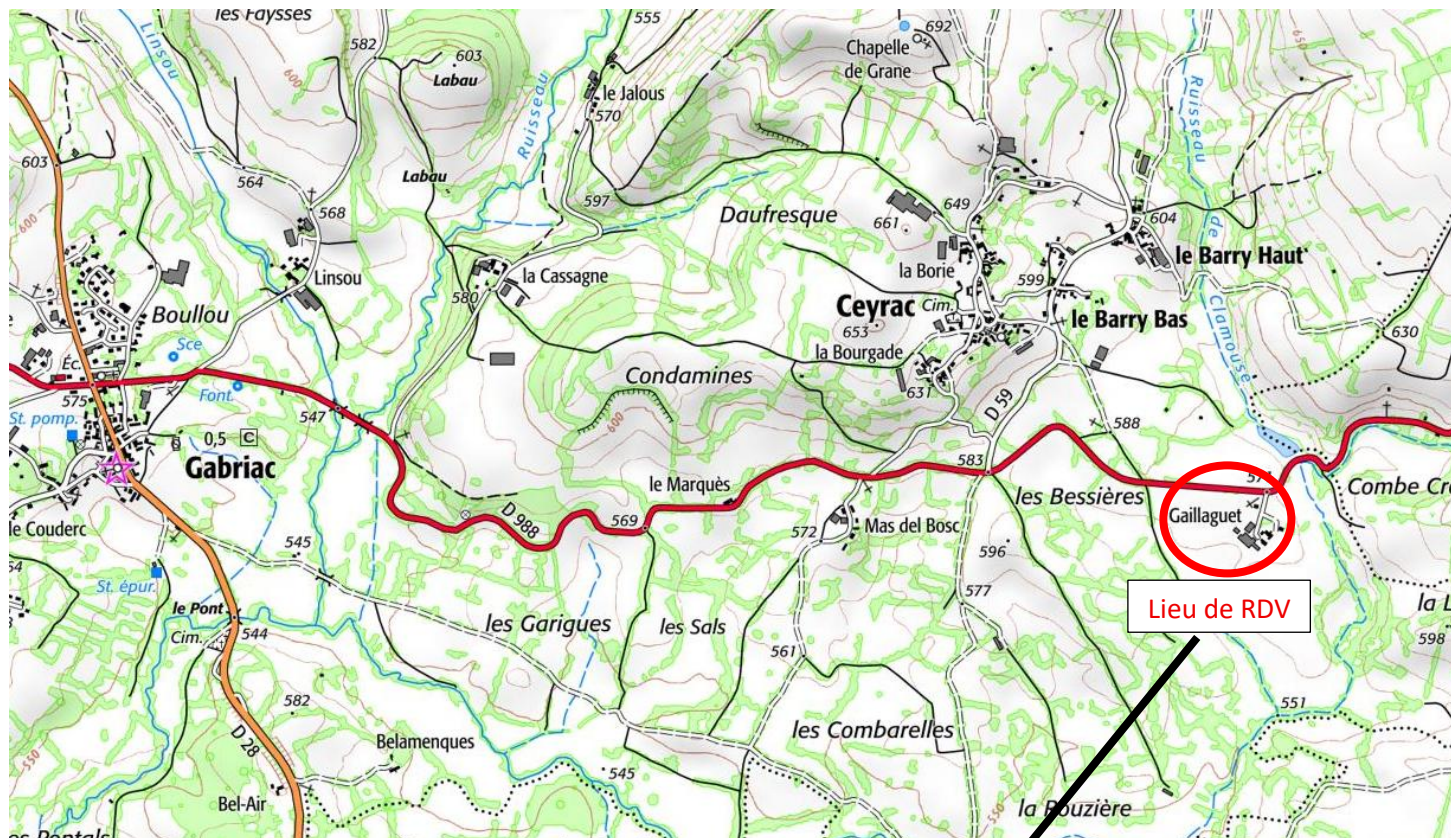 les Faysses
582
603
Labau
555
692
Chapelle
de Grane
650
Linsou
le Jalous
570
Ruisseau
Ruisseau
603
564
Labau
568
597
Daufresque
649
661
604
de
600
la Borie
599
le Barry Haut
Linsou
580
la Cassagne
Boullou
Ceyrac
Cim.
le Barry Bas
Clamouse
630
653
Sce
la Bourgade
Éc.
Condamines
631
D 59
575
Font.
547
600
588
St. pomp.
0,5
C
Gabriac
583
le Marquès
les Bessières
Combe
D 988
569
Gaillaguet
le Couderc
572
Mas del Bosc
545
596
St. épur.
577
Lieu de RDV
le Pont
544
Cim.
les Garigues
les Sals
561
598
582
551
D 28
les Combarelles
550
Belamenques
545
Bel-Air
550
la Rouzière